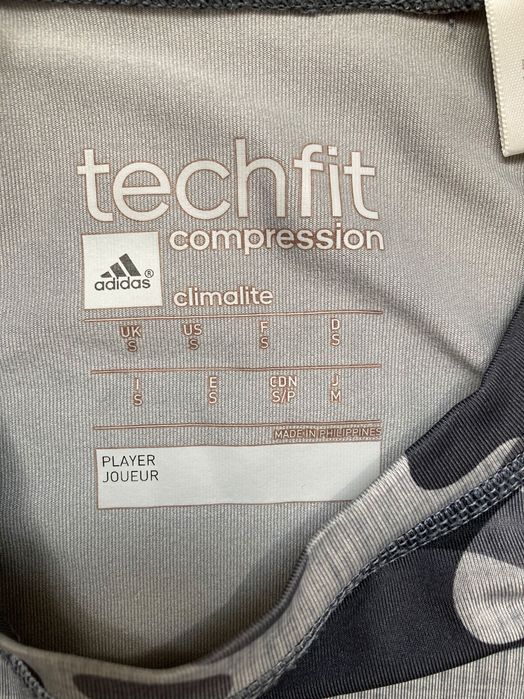 techfit
compression
adidas®
climalite
UK US F D
S S S S
I E CDN J
S S S/P M
MADE IN PHILIPPINES
PLAYER
JOUEUR